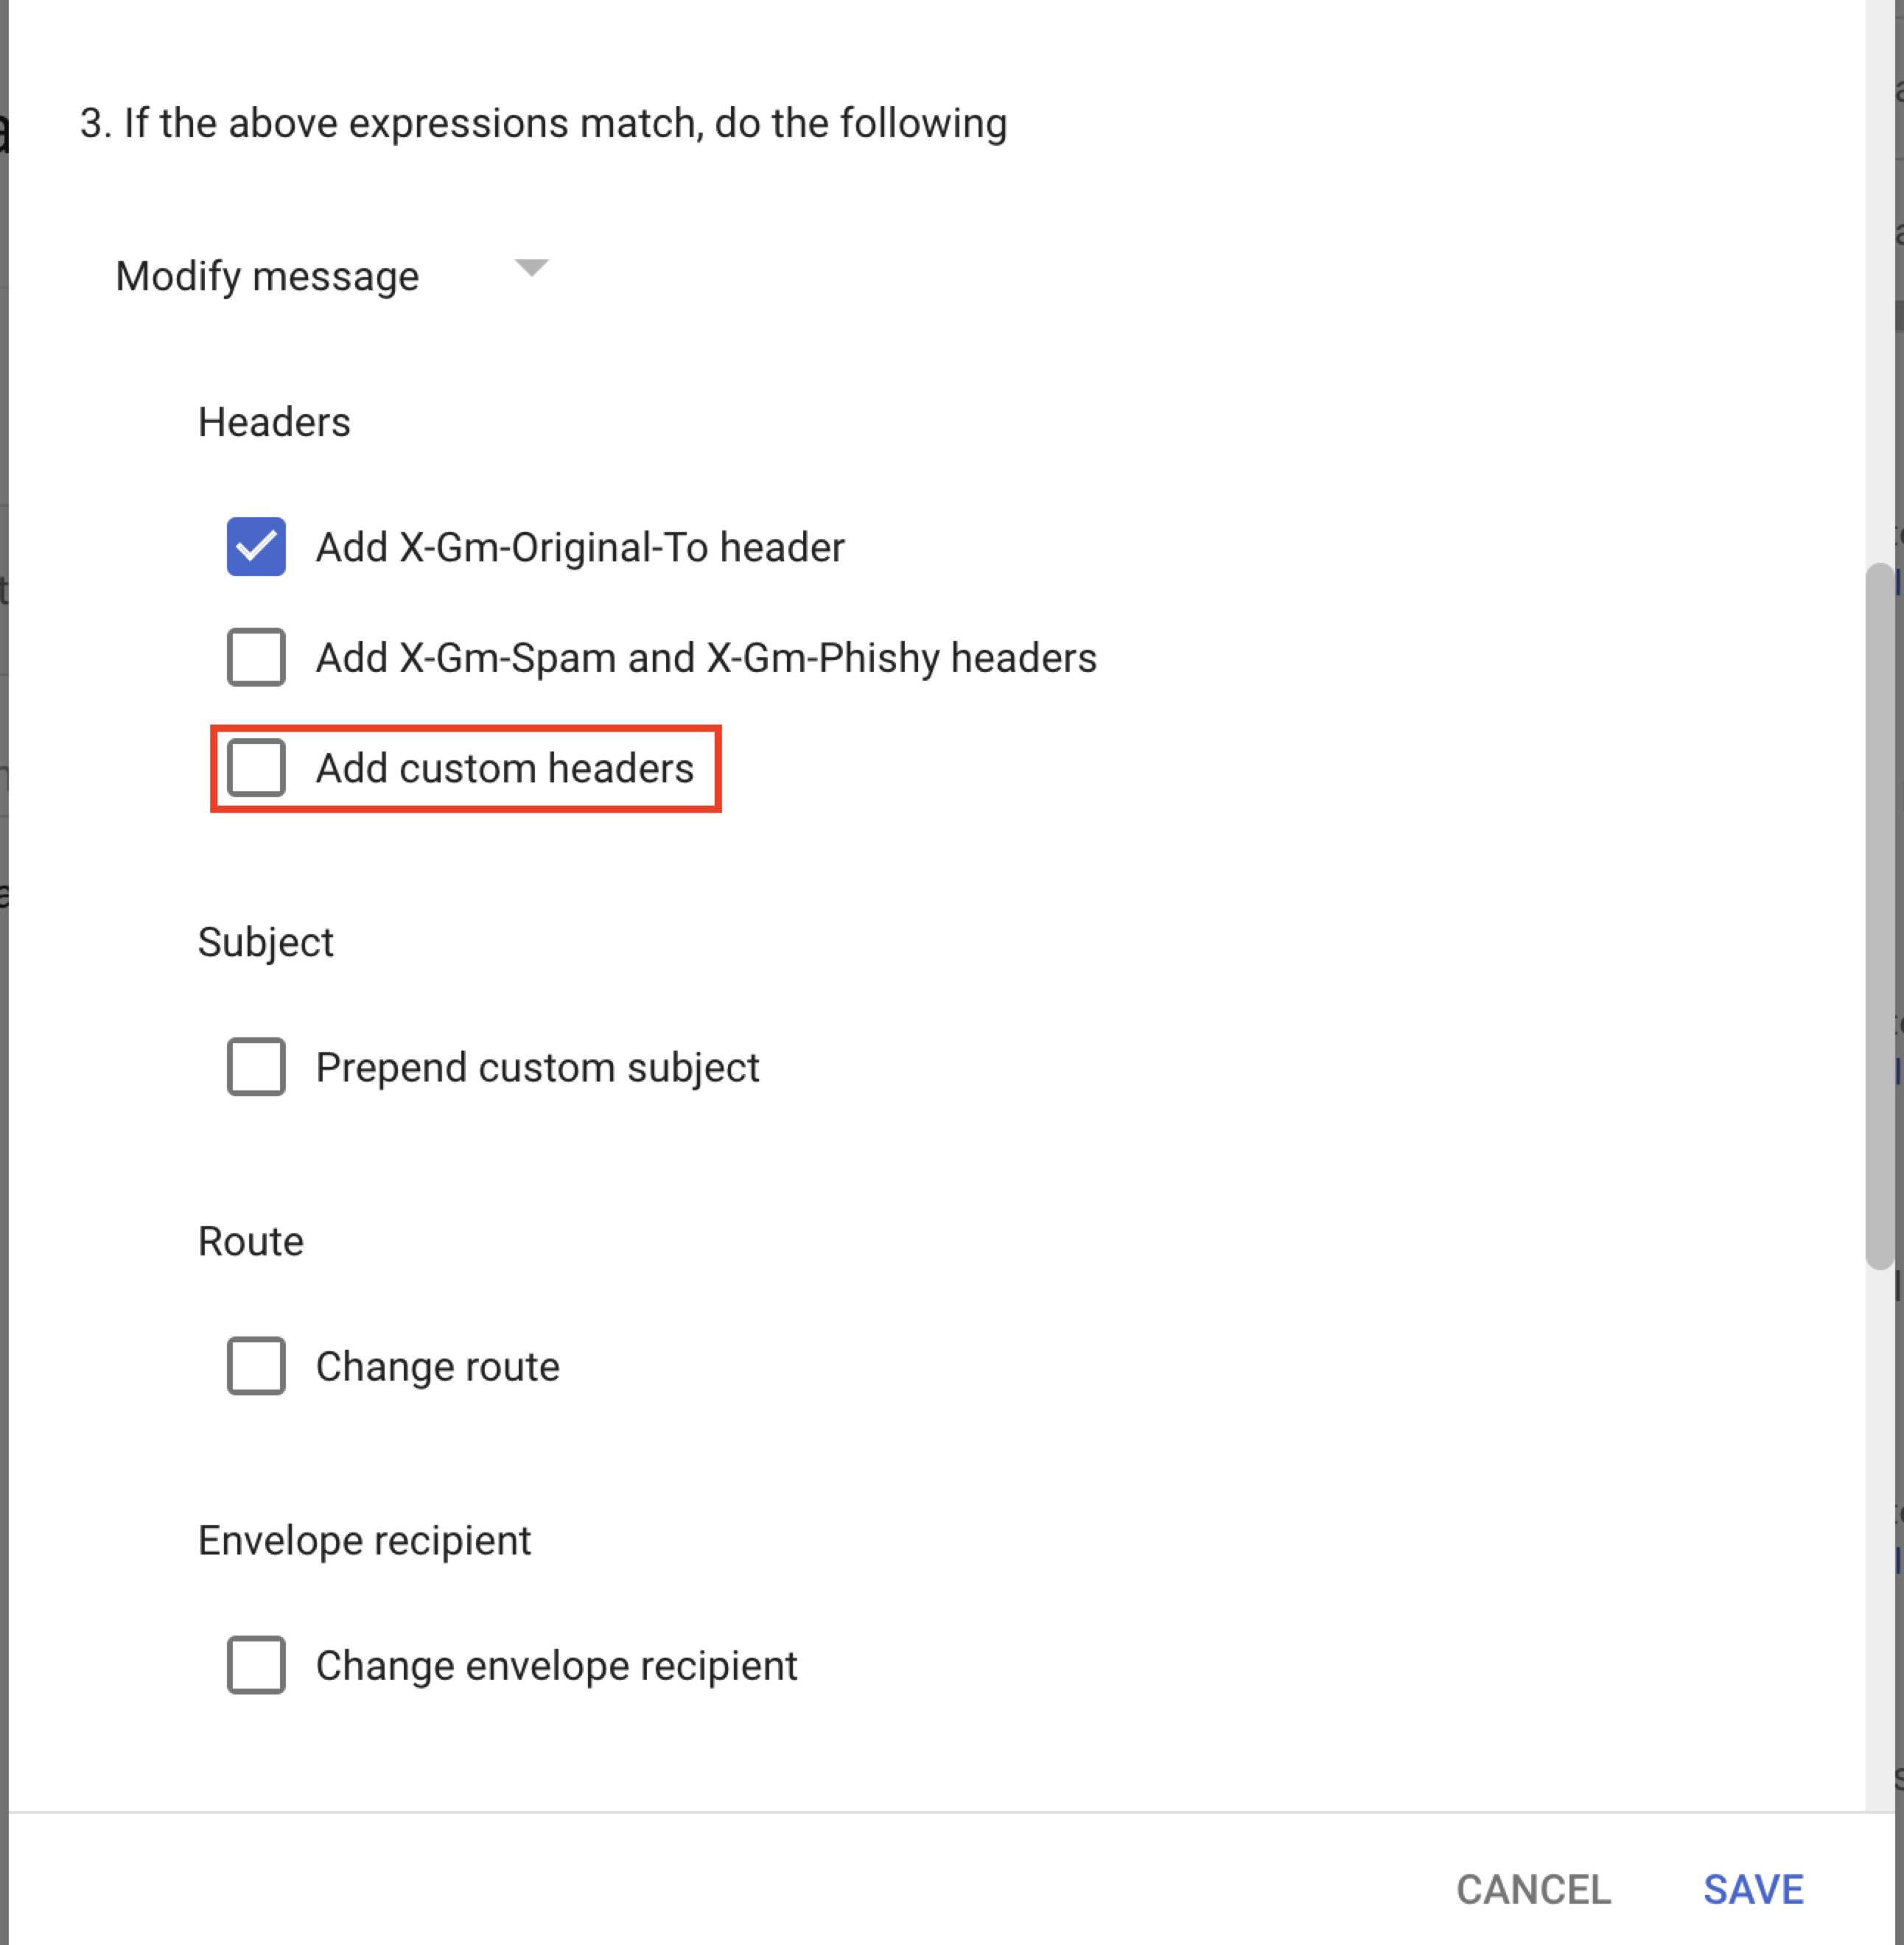 3. If the above expressions match, do the following
Modify message
Headers
Add X-Gm-Original-To header
Add X-Gm-Spam and X-Gm-Phishy headers
Add custom headers
Subject
Prepend custom subject
Route
Change route
Envelope recipient
Change envelope recipient
CANCEL SAVE